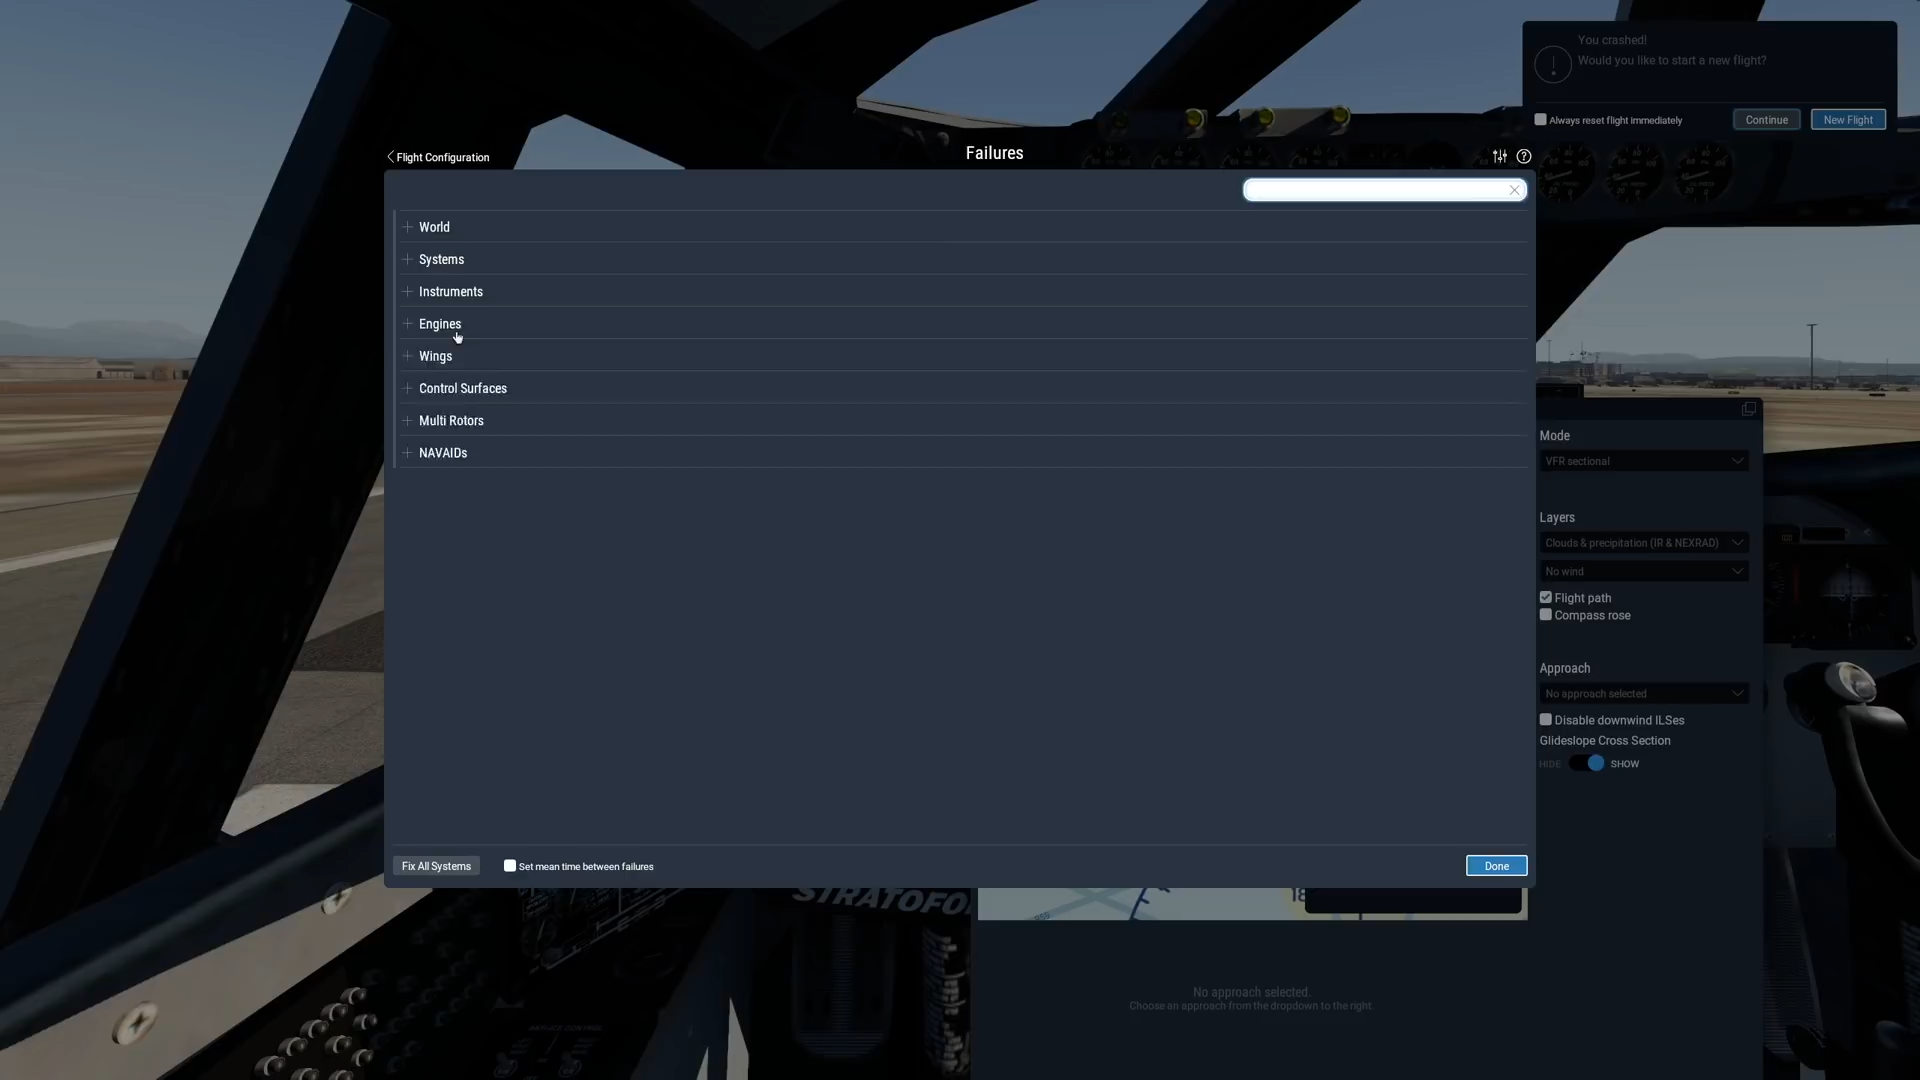 You crashed!
Would you like to start a new flight?
Always reset flight immediately
Continue
New Flight
Flight Configuration
Failures
World
Systems
Instruments
Engines
Wings
Control Surfaces
Multi Rotors
NAVAIDs
Mode
VFR sectional
Layers
Clouds & precipitation (IR & NEXRAD)
No wind
Flight path
Compass rose
Approach
No approach selected
Disable downwind ILSes
Glideslope Cross Section
HIDE
SHOW
Fix All Systems
Set mean time between failures
Done
STRATOFO
18
No approach selected.
Choose an approach from the dropdown to the right